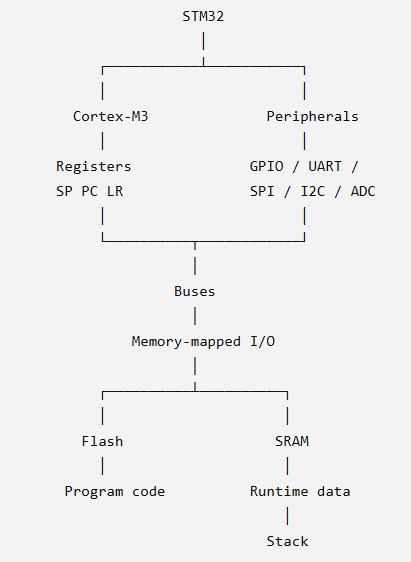 STM32
Cortex-M3 Peripherals
Registers GPIO / UART /
SP PC LR SPI / I2C / ADC
Buses
Memory-mapped I/O
Flash SRAM
Program code Runtime data
Stack